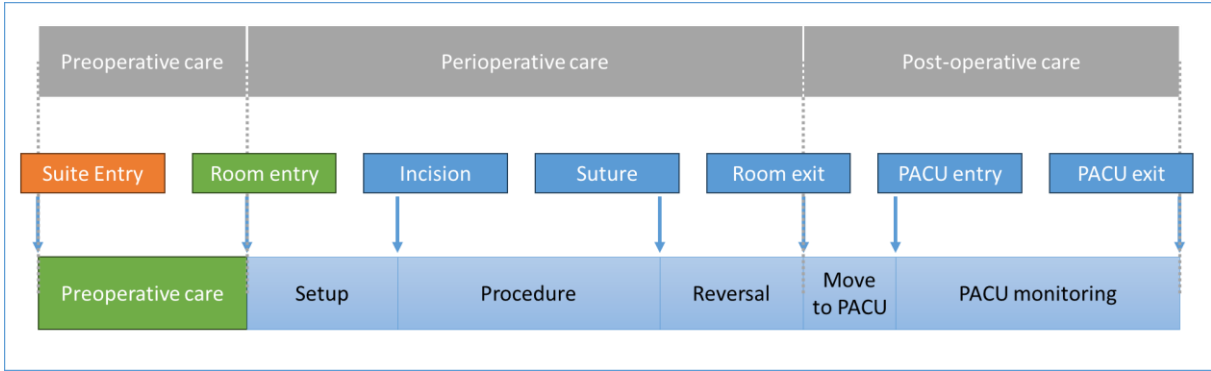 Preoperative care
Perioperative care
Post-operative care
Suite Entry
Room entry
Incision
Suture
Room exit
PACU entry
PACU exit
Preoperative care
Setup
Procedure
Reversal
Move
to PACU
PACU monitoring